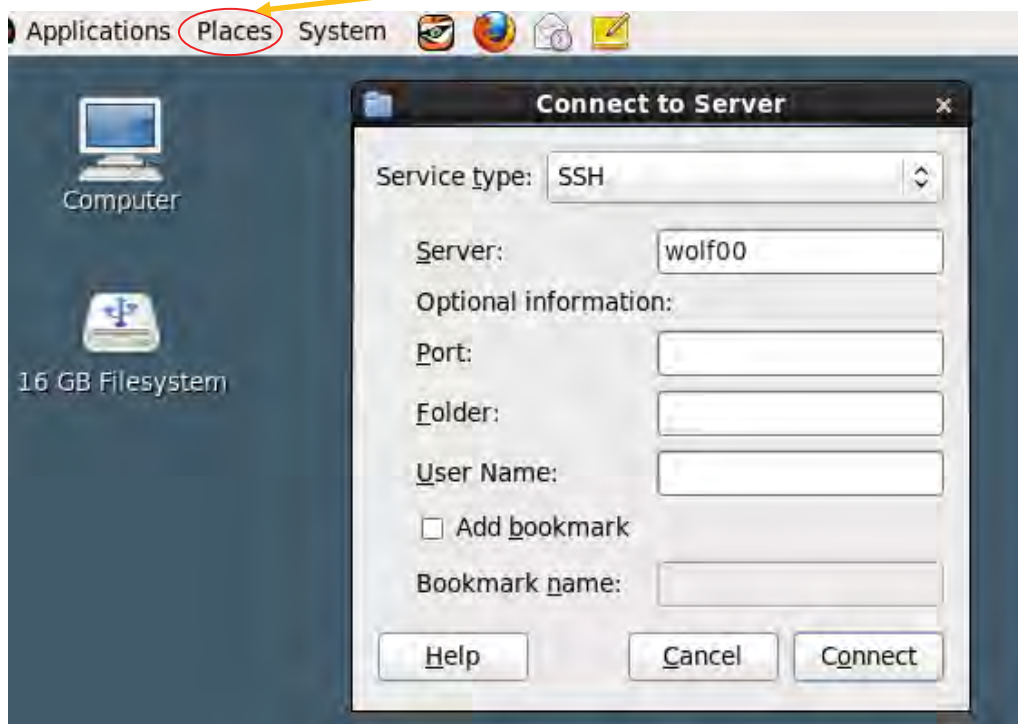 Applications Places System
Connect to Server
Computer
16 GB Filesystem
Service type: SSH
Server: wolf00
Optional information:
Port:
Folder:
User Name:
Add bookmark
Bookmark name:
Help Cancel Connect